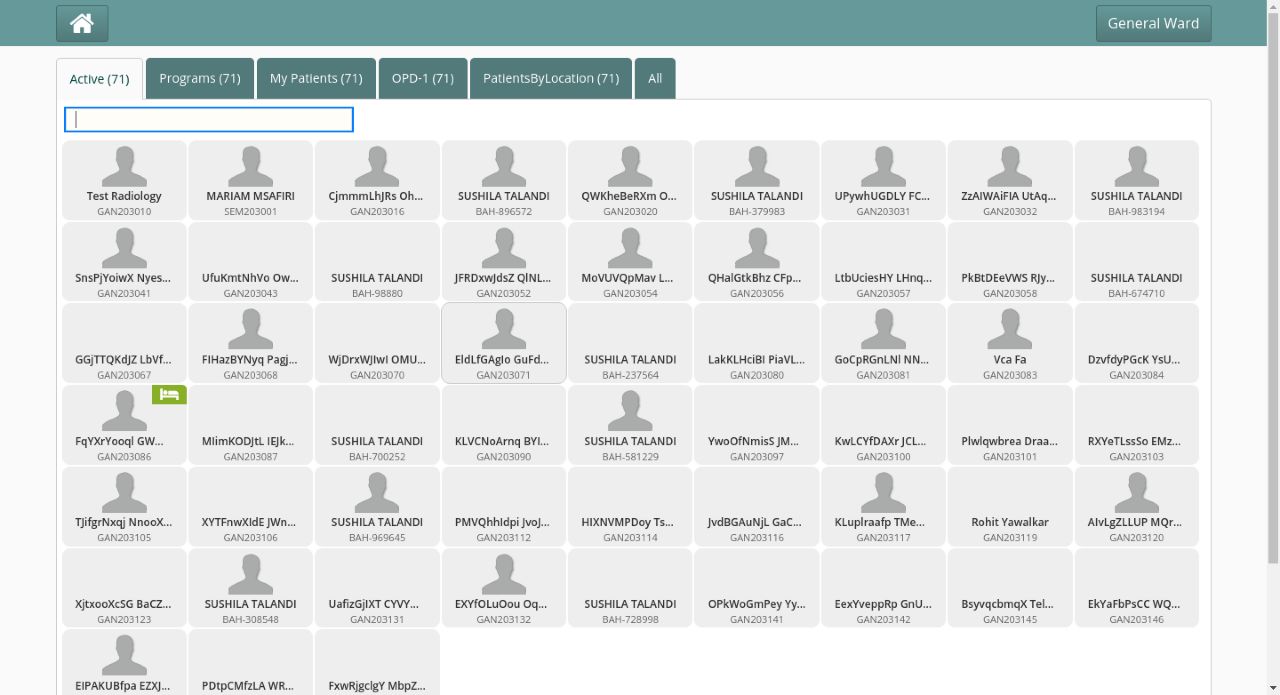 General Ward
Active (71)
Programs (71)
My Patients (71)
OPD-1 (71)
PatientsByLocation (71)
All
Test Radiology
GAN203010
MARIAM MSAFIRI
SEM203001
CjmmmLhJRs Oh...
GAN203016
SUSHILA TALANDI
BAH-896572
QWKheBeRXm O...
GAN203020
SUSHILA TALANDI
BAH-379983
UPywhUGDLY FC...
GAN203031
ZzAIWAiFIA UtAq...
GAN203032
SUSHILA TALANDI
BAH-983194
SnsPjYoiwX Nyes...
GAN203041
UfuKmtNhVo Ow...
GAN203043
SUSHILA TALANDI
BAH-98880
JFRDxwJdsZ QlNL...
GAN203052
MoVUVQpMav L...
GAN203054
QHalGtkBhz CFp...
GAN203056
LtbUciesHY LHnq...
GAN203057
PkBtDEeVWS RJy...
GAN203058
SUSHILA TALANDI
BAH-674710
GGjTTQKdJZ LbVf...
GAN203067
FIHazBYNyq Pagj...
GAN203068
WjDrxWJIwI OMU...
GAN203070
EldLfGAgIo GuFd...
GAN203071
SUSHILA TALANDI
BAH-237564
LakKLHciBI PiaVL...
GAN203080
GoCpRGnLNl NN...
GAN203081
Vca Fa
GAN203083
DzvfdyPGcK YsU...
GAN203084
FqYXrYooql GW...
GAN203086
MIimKODJtL IEJk...
GAN203087
SUSHILA TALANDI
BAH-700252
KLVCNoArnq BYI...
GAN203090
SUSHILA TALANDI
BAH-581229
YwoOfNmisS JM...
GAN203097
KwLCYfDAXr JCL...
GAN203100
Plwlqwbrea Draa...
GAN203101
RXYeTLssSo EMz...
GAN203103
TJifgrNxqj NnooX...
GAN203105
XYTFnwXIdE JWn...
GAN203106
SUSHILA TALANDI
BAH-969645
PMVQhhIdpi JvoJ...
GAN203112
HIXNVMPDoy Ts...
GAN203114
JvdBGAuNjL GaC...
GAN203116
KLuplraafp TMe...
GAN203117
Rohit Yawalkar
GAN203119
AIvLgZLLUP MQr...
GAN203120
XjtxooXcSG BaCZ...
GAN203123
SUSHILA TALANDI
BAH-308548
UafizGjIXT CYVY...
GAN203131
EXYfOLuOou Oq...
GAN203132
SUSHILA TALANDI
BAH-728998
OPkWoGmPey Yy...
GAN203141
EexYveppRp GnU...
GAN203142
BsyvqcbmqX Tel...
GAN203145
EkYaFbPsCC WQ...
GAN203146
EIPAKUBfpa EZXJ...
PDtpCMfzLA WR...
FxwRjgclgY MbpZ...